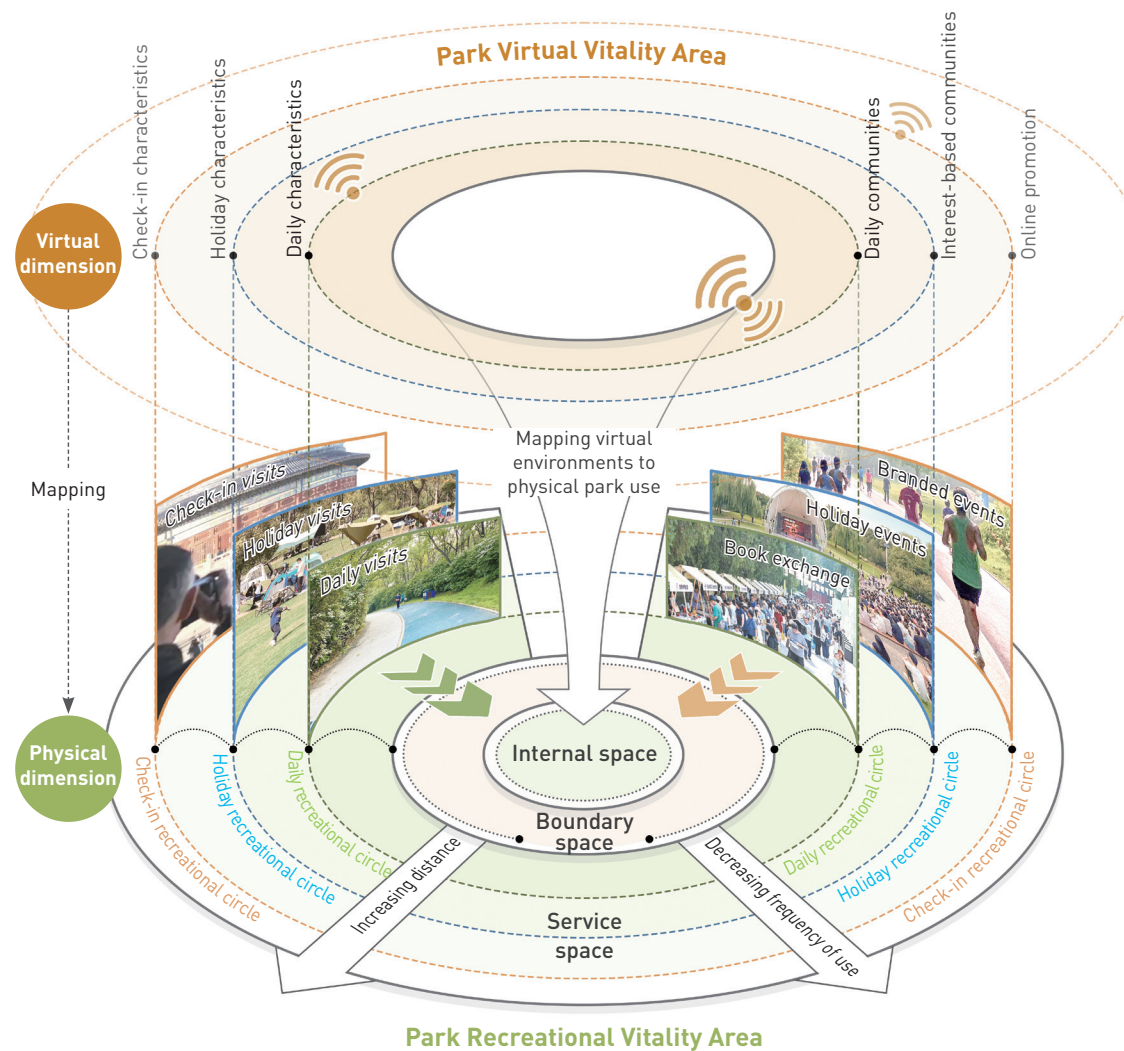 Park Virtual Vitality Area
Check-in characteristics
Holiday characteristics
Daily characteristics
Daily communities
Interest-based communities
Online promotion
Virtual
dimension
Mapping
Mapping virtual
environments to
physical park use
Check-in visits
Holiday visits
Daily visits
Branded events
Holiday events
Book exchange
Physical
dimension
Internal space
Boundary
space
Service
space
Check-in recreational circle
Holiday recreational circle
Daily recreational circle
Daily recreational circle
Holiday recreational circle
Check-in recreational circle
Increasing distance
Decreasing frequency of use
Park Recreational Vitality Area